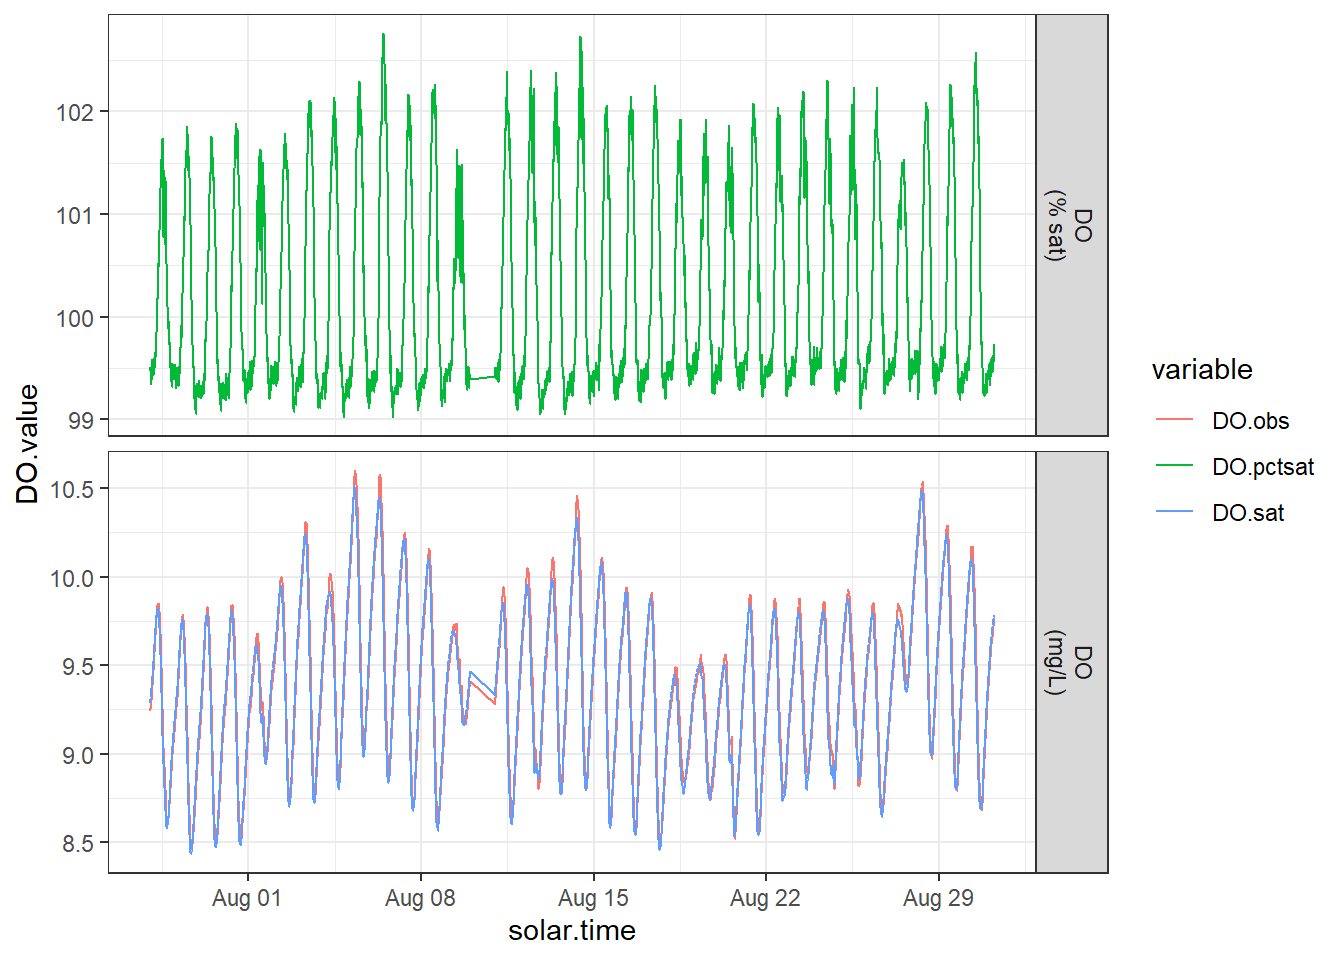 DO.value
102
101
100
99
DO
(% sat)
10.5
10.0
9.5
9.0
8.5
DO
(mg/L)
Aug 01
Aug 08
Aug 15
Aug 22
Aug 29
solar.time
variable
DO.obs
DO.pctsat
DO.sat